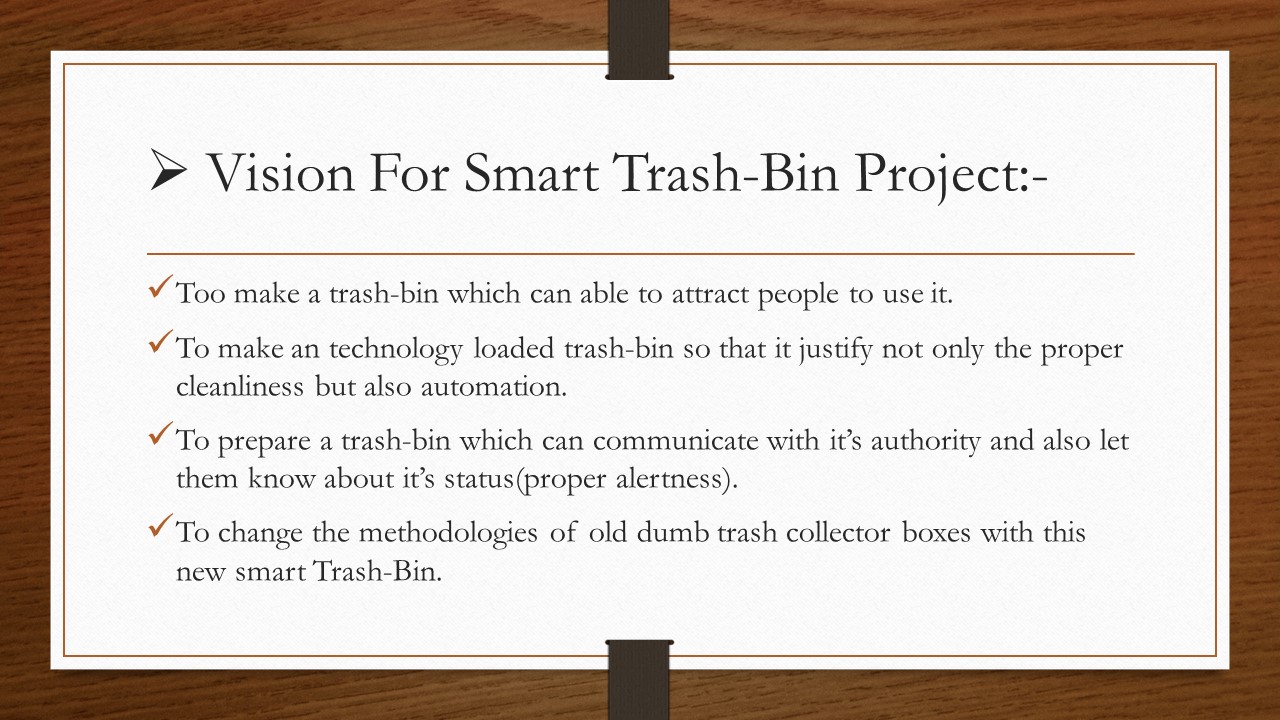 ➢ Vision For Smart Trash-Bin Project:-
✓Too make a trash-bin which can able to attract people to use it.
✓To make an technology loaded trash-bin so that it justify not only the proper
cleanliness but also automation.
✓To prepare a trash-bin which can communicate with it’s authority and also let
them know about it’s status(proper alertness).
✓To change the methodologies of old dumb trash collector boxes with this
new smart Trash-Bin.